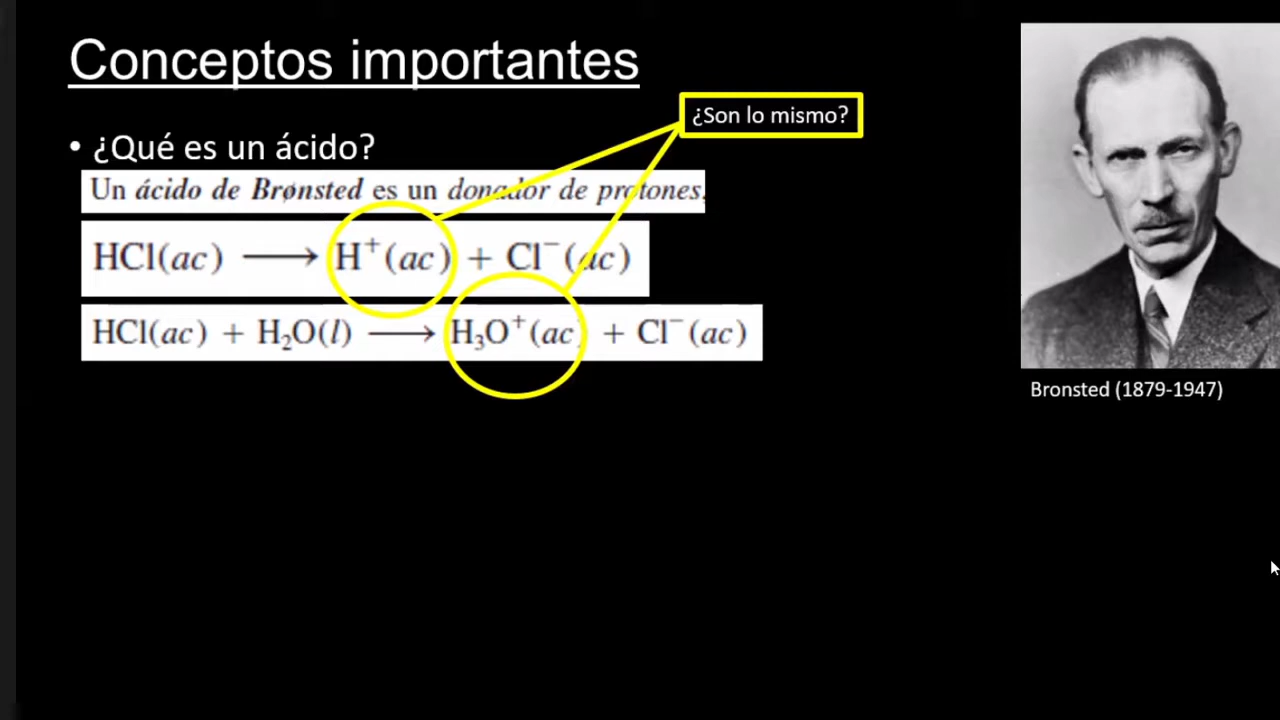 Conceptos importantes
¿Son lo mismo?
• ¿Qué es un ácido?
Un ácido de Brønsted es un donador de protones,
HCl(ac) ⟶ H⁺(ac) + Cl⁻(ac)
HCl(ac) + H₂O(l) ⟶ H₃O⁺(ac) + Cl⁻(ac)
Bronsted (1879-1947)